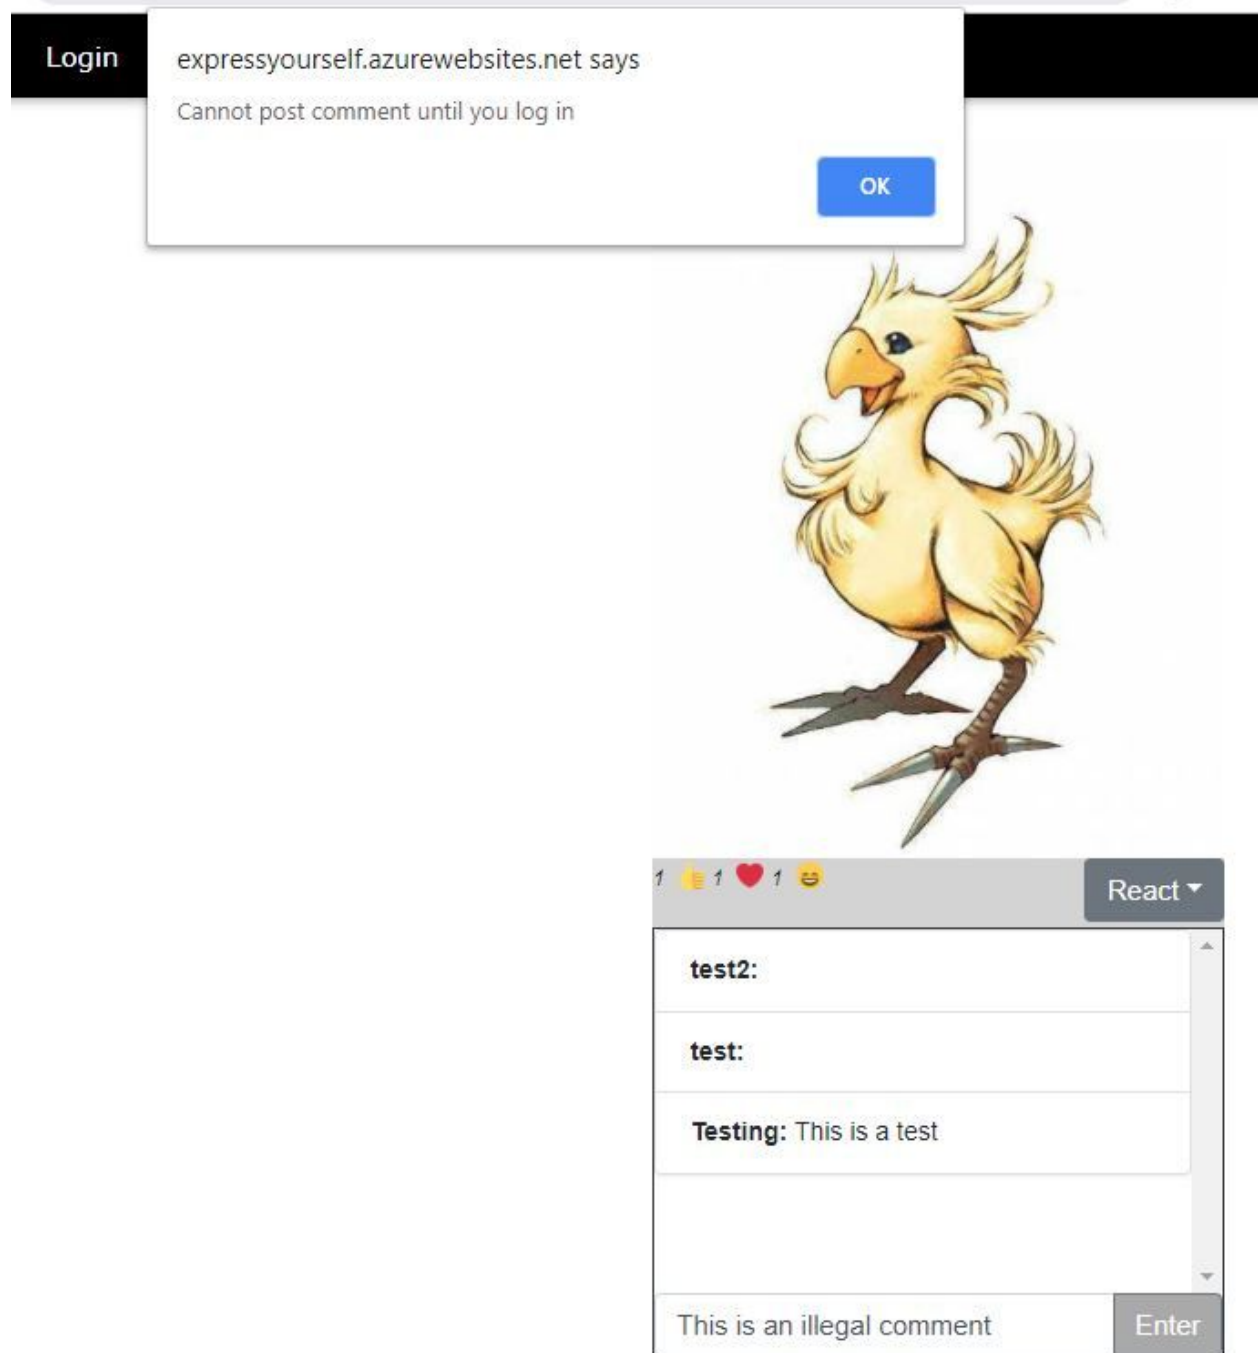 Login
expressyourself.azurewebsites.net says
Cannot post comment until you log in
OK
1 👍 1 ❤️ 1 😄
React
test2:
test:
Testing: This is a test
This is an illegal comment
Enter